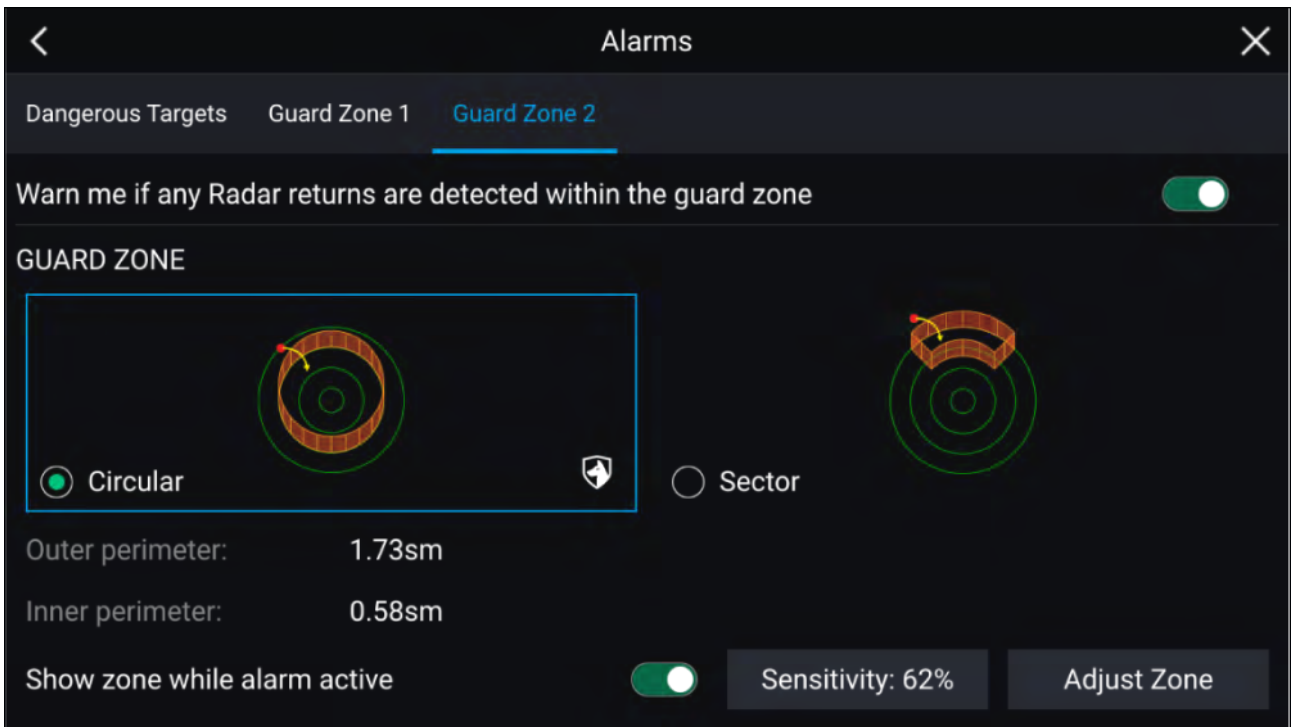 Alarms
Dangerous Targets Guard Zone 1 Guard Zone 2
Warn me if any Radar returns are detected within the guard zone
GUARD ZONE
Circular Sector
Outer perimeter: 1.73sm
Inner perimeter: 0.58sm
Show zone while alarm active Sensitivity: 62% Adjust Zone